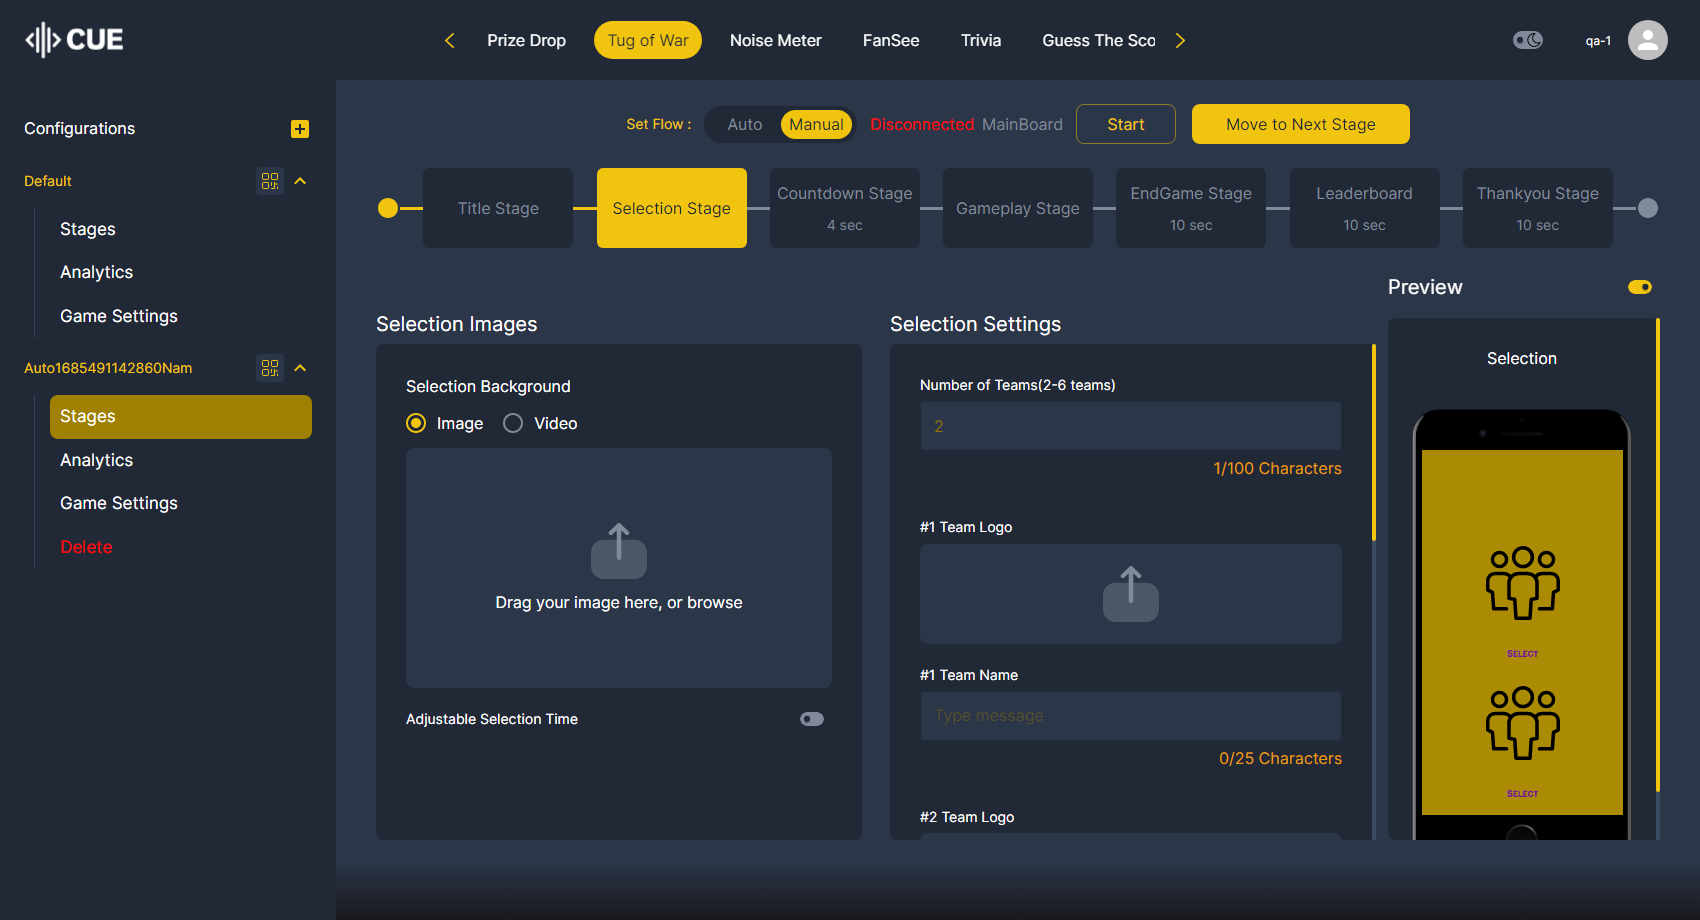 CUE
Prize Drop
Tug of War
Noise Meter
FanSee
Trivia
Guess The Sco
qa-1
Configurations
Default
Stages
Analytics
Game Settings
Auto1685491142860Nam
Stages
Analytics
Game Settings
Delete
Set Flow :
Auto
Manual
Disconnected MainBoard
Start
Move to Next Stage
Title Stage
Selection Stage
Countdown Stage
4 sec
Gameplay Stage
EndGame Stage
10 sec
Leaderboard
10 sec
Thankyou Stage
10 sec
Selection Images
Selection Background
Image
Video
Drag your image here, or browse
Adjustable Selection Time
Selection Settings
Number of Teams(2-6 teams)
2
1/100 Characters
#1 Team Logo
#1 Team Name
Type message
0/25 Characters
#2 Team Logo
Preview
Selection
SELECT
SELECT